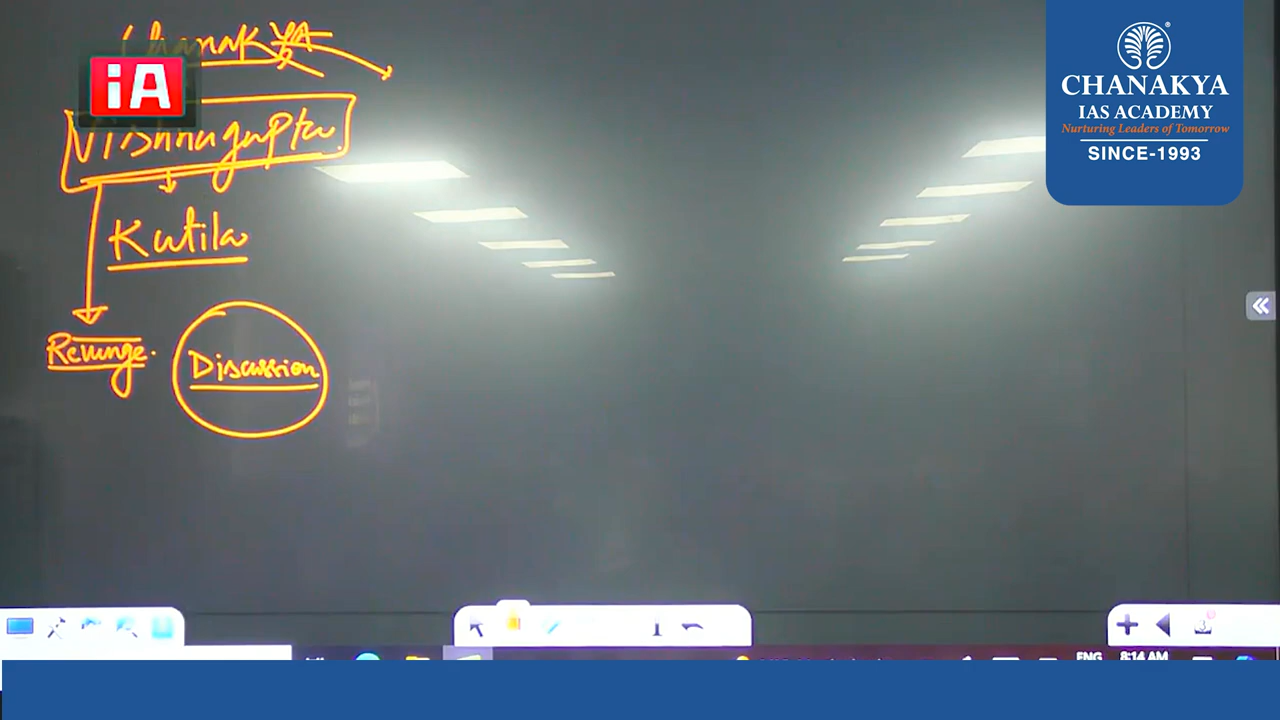 Chanakya
iA
Vishnugupta
Kutila
Revenge.
Discussion
CHANAKYA
IAS ACADEMY
Nurturing Leaders of Tomorrow
SINCE-1993
ENG
8:14 AM